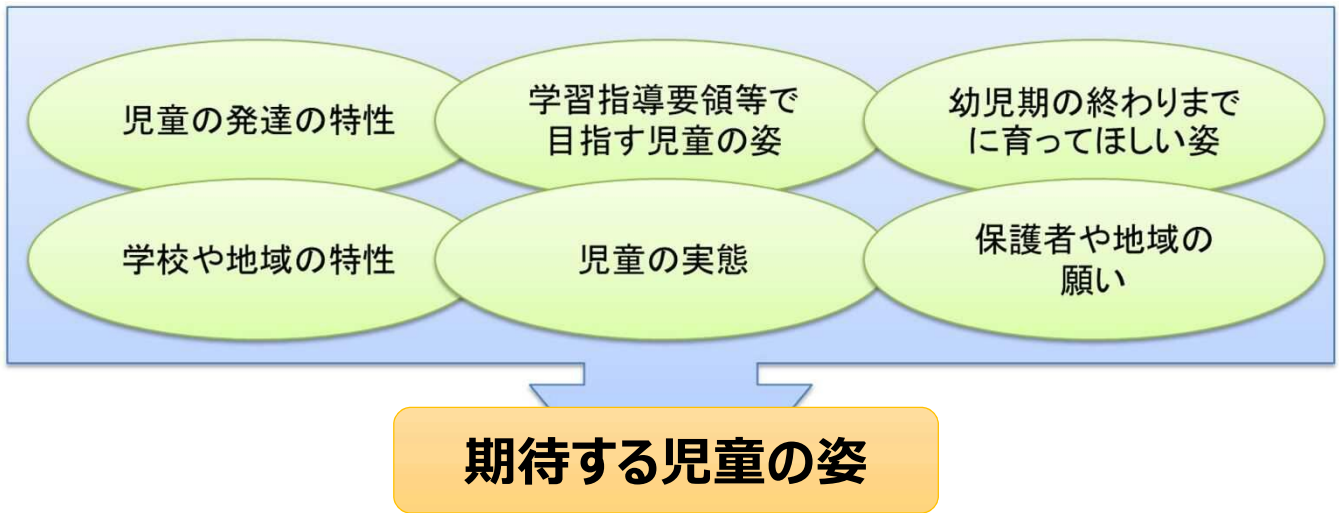 児童の発達の特性
学習指導要領等で
目指す児童の姿
幼児期の終わりまで
に育ってほしい姿
学校や地域の特性
児童の実態
保護者や地域の
願い
期待する児童の姿